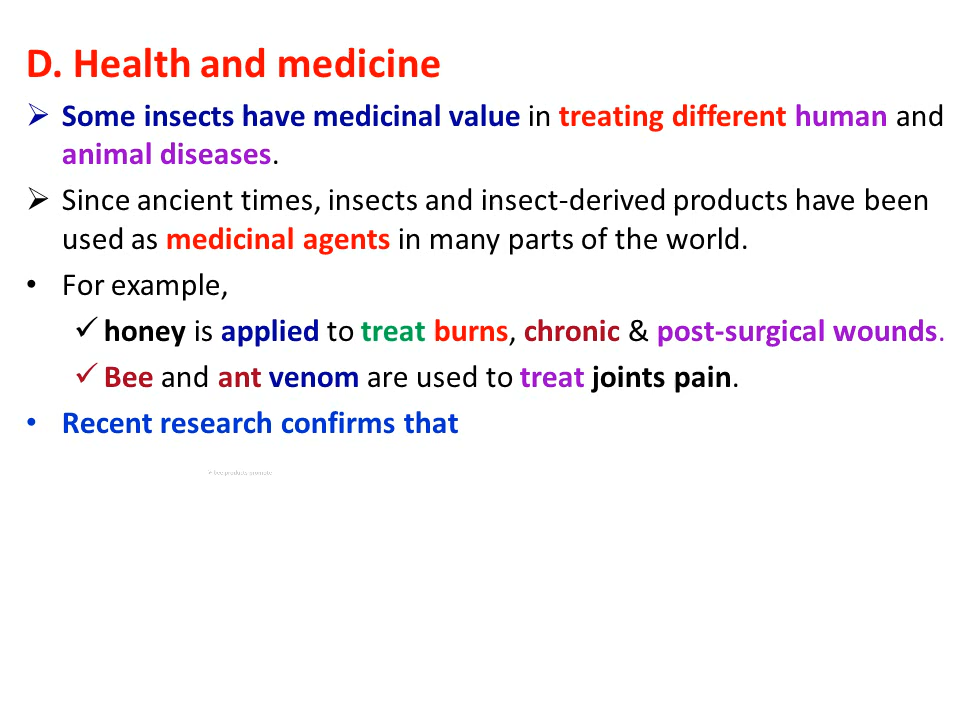 D. Health and medicine
➢ Some insects have medicinal value in treating different human and
animal diseases.
➢ Since ancient times, insects and insect-derived products have been
used as medicinal agents in many parts of the world.
• For example,
✓ honey is applied to treat burns, chronic & post-surgical wounds.
✓ Bee and ant venom are used to treat joints pain.
• Recent research confirms that
➢ bee products promote